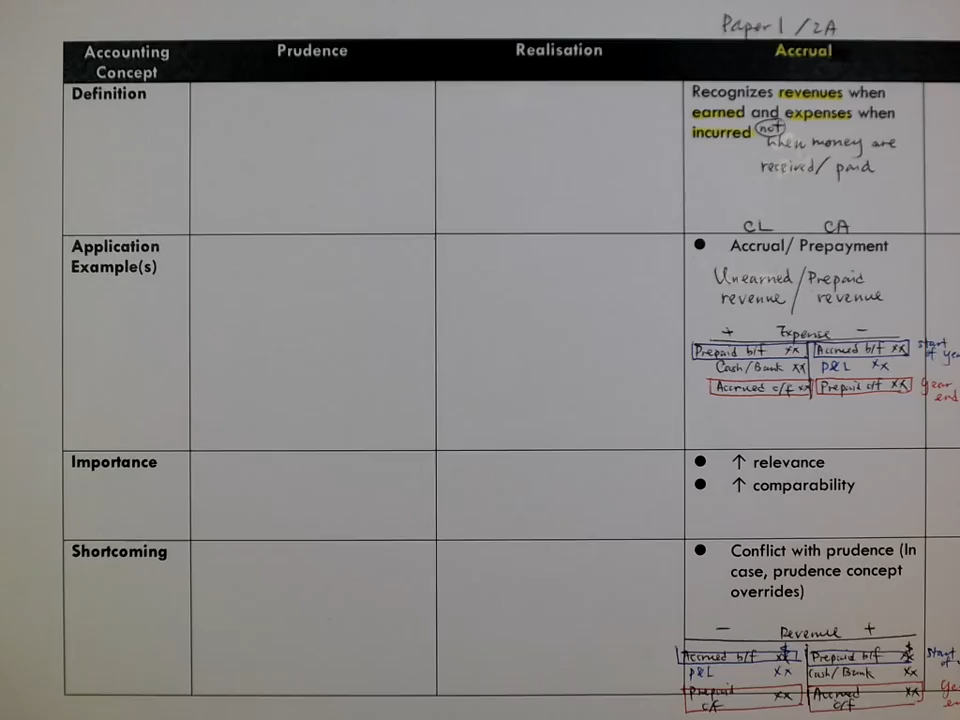 Paper 1 / 2A
Accounting Concept
Prudence
Realisation
Accrual
Definition
Recognizes revenues when
earned and expenses when
incurred not when money are
received/ paid
CL CA
Application
Example(s)
Accrual/ Prepayment
Unearned / Prepaid
revenue / revenue
+ Expense −
Prepaid b/f xx Accrued b/f xx start of
Cash/Bank xx P&L xx
Accrued c/f xx Prepaid c/f xx Year end
Importance
↑ relevance
↑ comparability
Shortcoming
Conflict with prudence (In
case, prudence concept
overrides)
− Revenue +
$ $
Accrued b/f xx Prepaid b/f xx Start of
P&L xx Cash/Bank xx
Prepaid c/f xx Accrued c/f xx